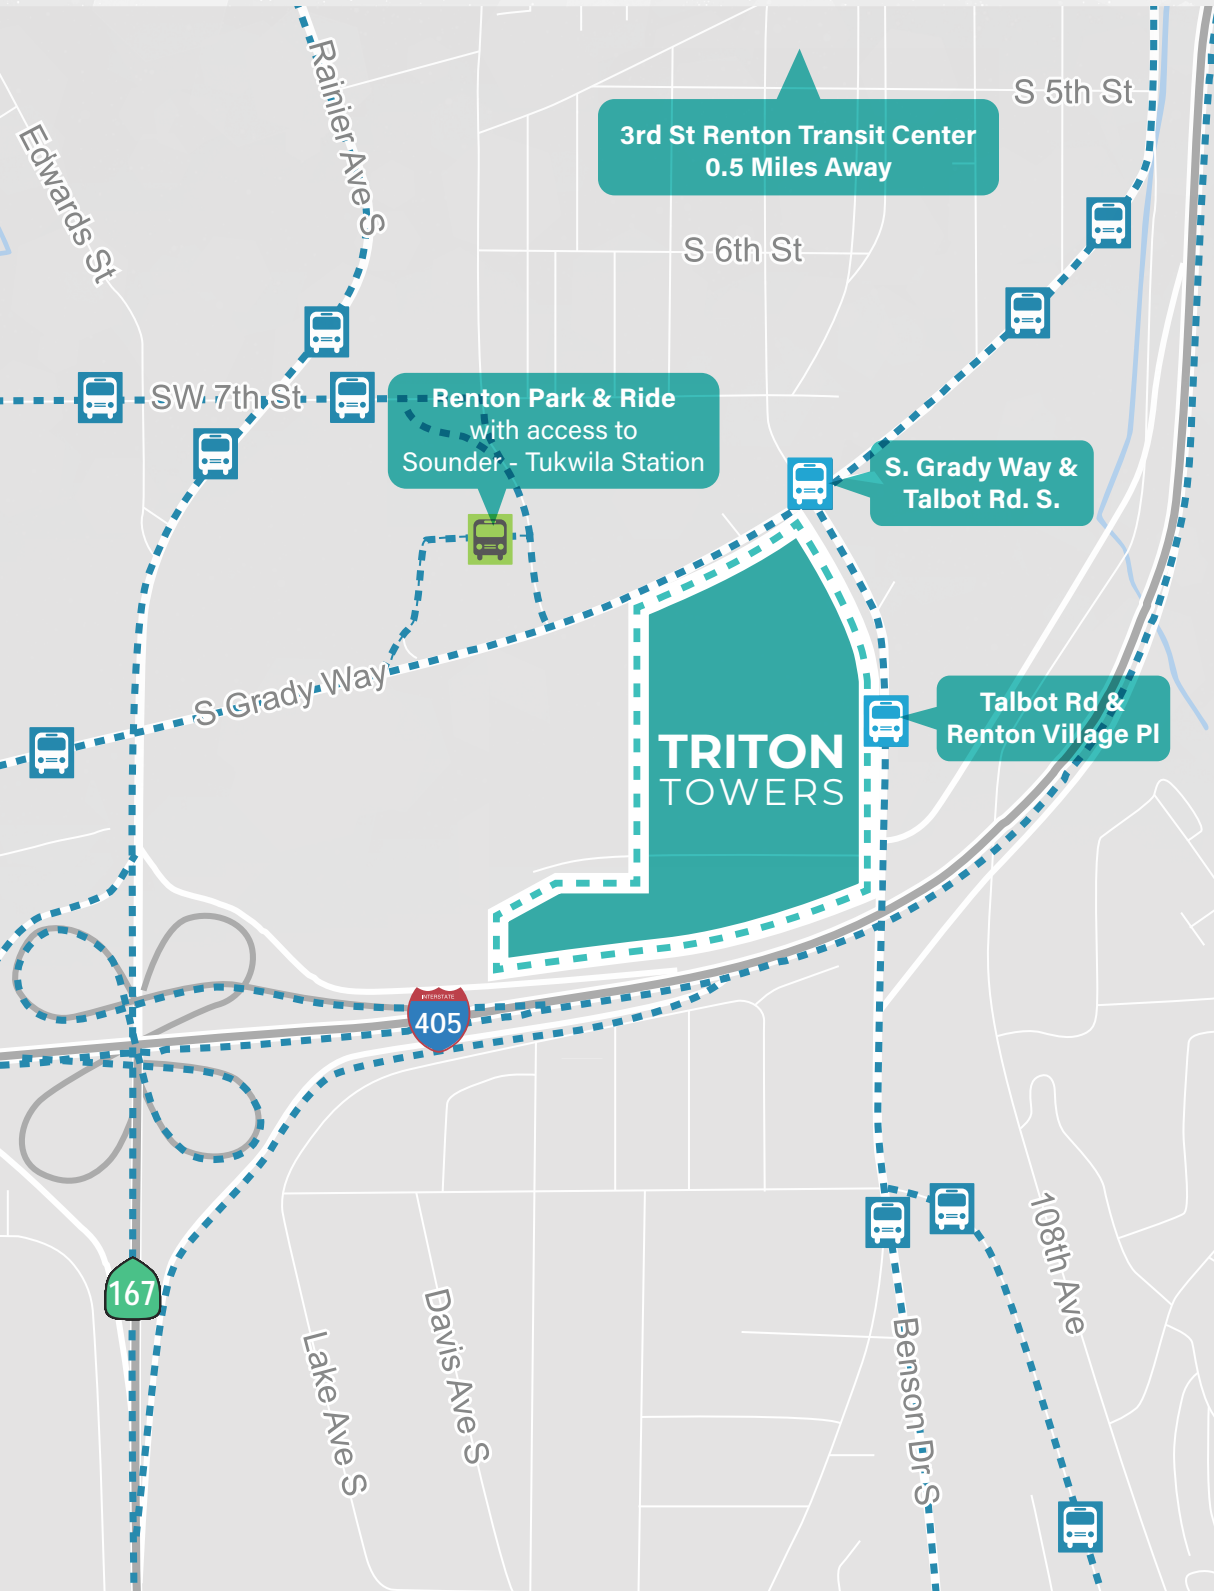 Rainier Ave S
S 5th St
3rd St Renton Transit Center
0.5 Miles Away
Edwards St
S 6th St
SW 7th St
Renton Park & Ride
with access to
Sounder - Tukwila Station
S. Grady Way &
Talbot Rd. S.
S Grady Way
Talbot Rd &
Renton Village Pl
TRITON
TOWERS
INTERSTATE
405
167
108th Ave
Davis Ave S
Lake Ave S
Benson Dr S